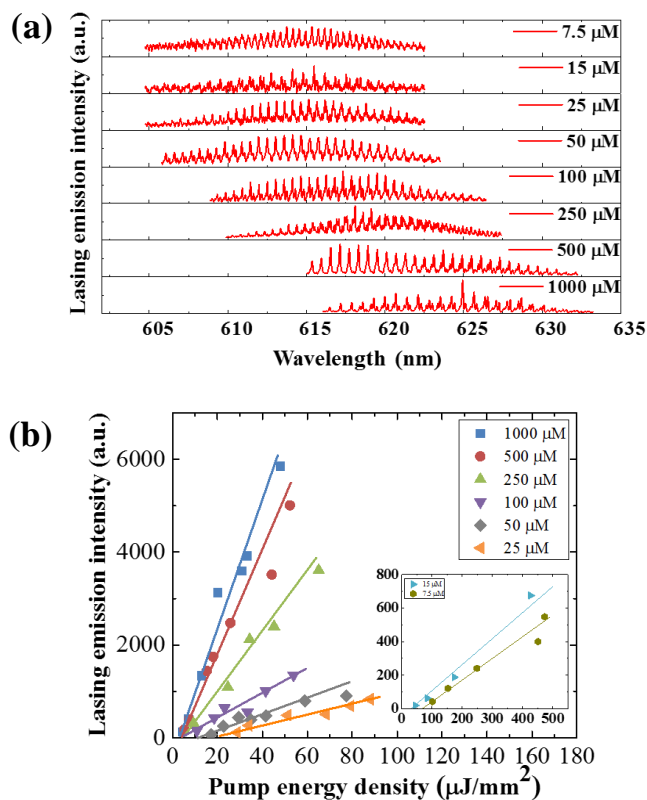 (a)
Lasing emission intensity (a.u.)
7.5 µM
15 µM
25 µM
50 µM
100 µM
250 µM
500 µM
1000 µM
605 610 615 620 625 630 635
Wavelength (nm)
(b)
Lasing emission intensity (a.u.)
6000
4000
2000
0
1000 µM
500 µM
250 µM
100 µM
50 µM
25 µM
800
600
400
200
0
15 µM
7.5 µM
0 100 200 300 400 500
0 20 40 60 80 100 120 140 160 180
Pump energy density (µJ/mm²)